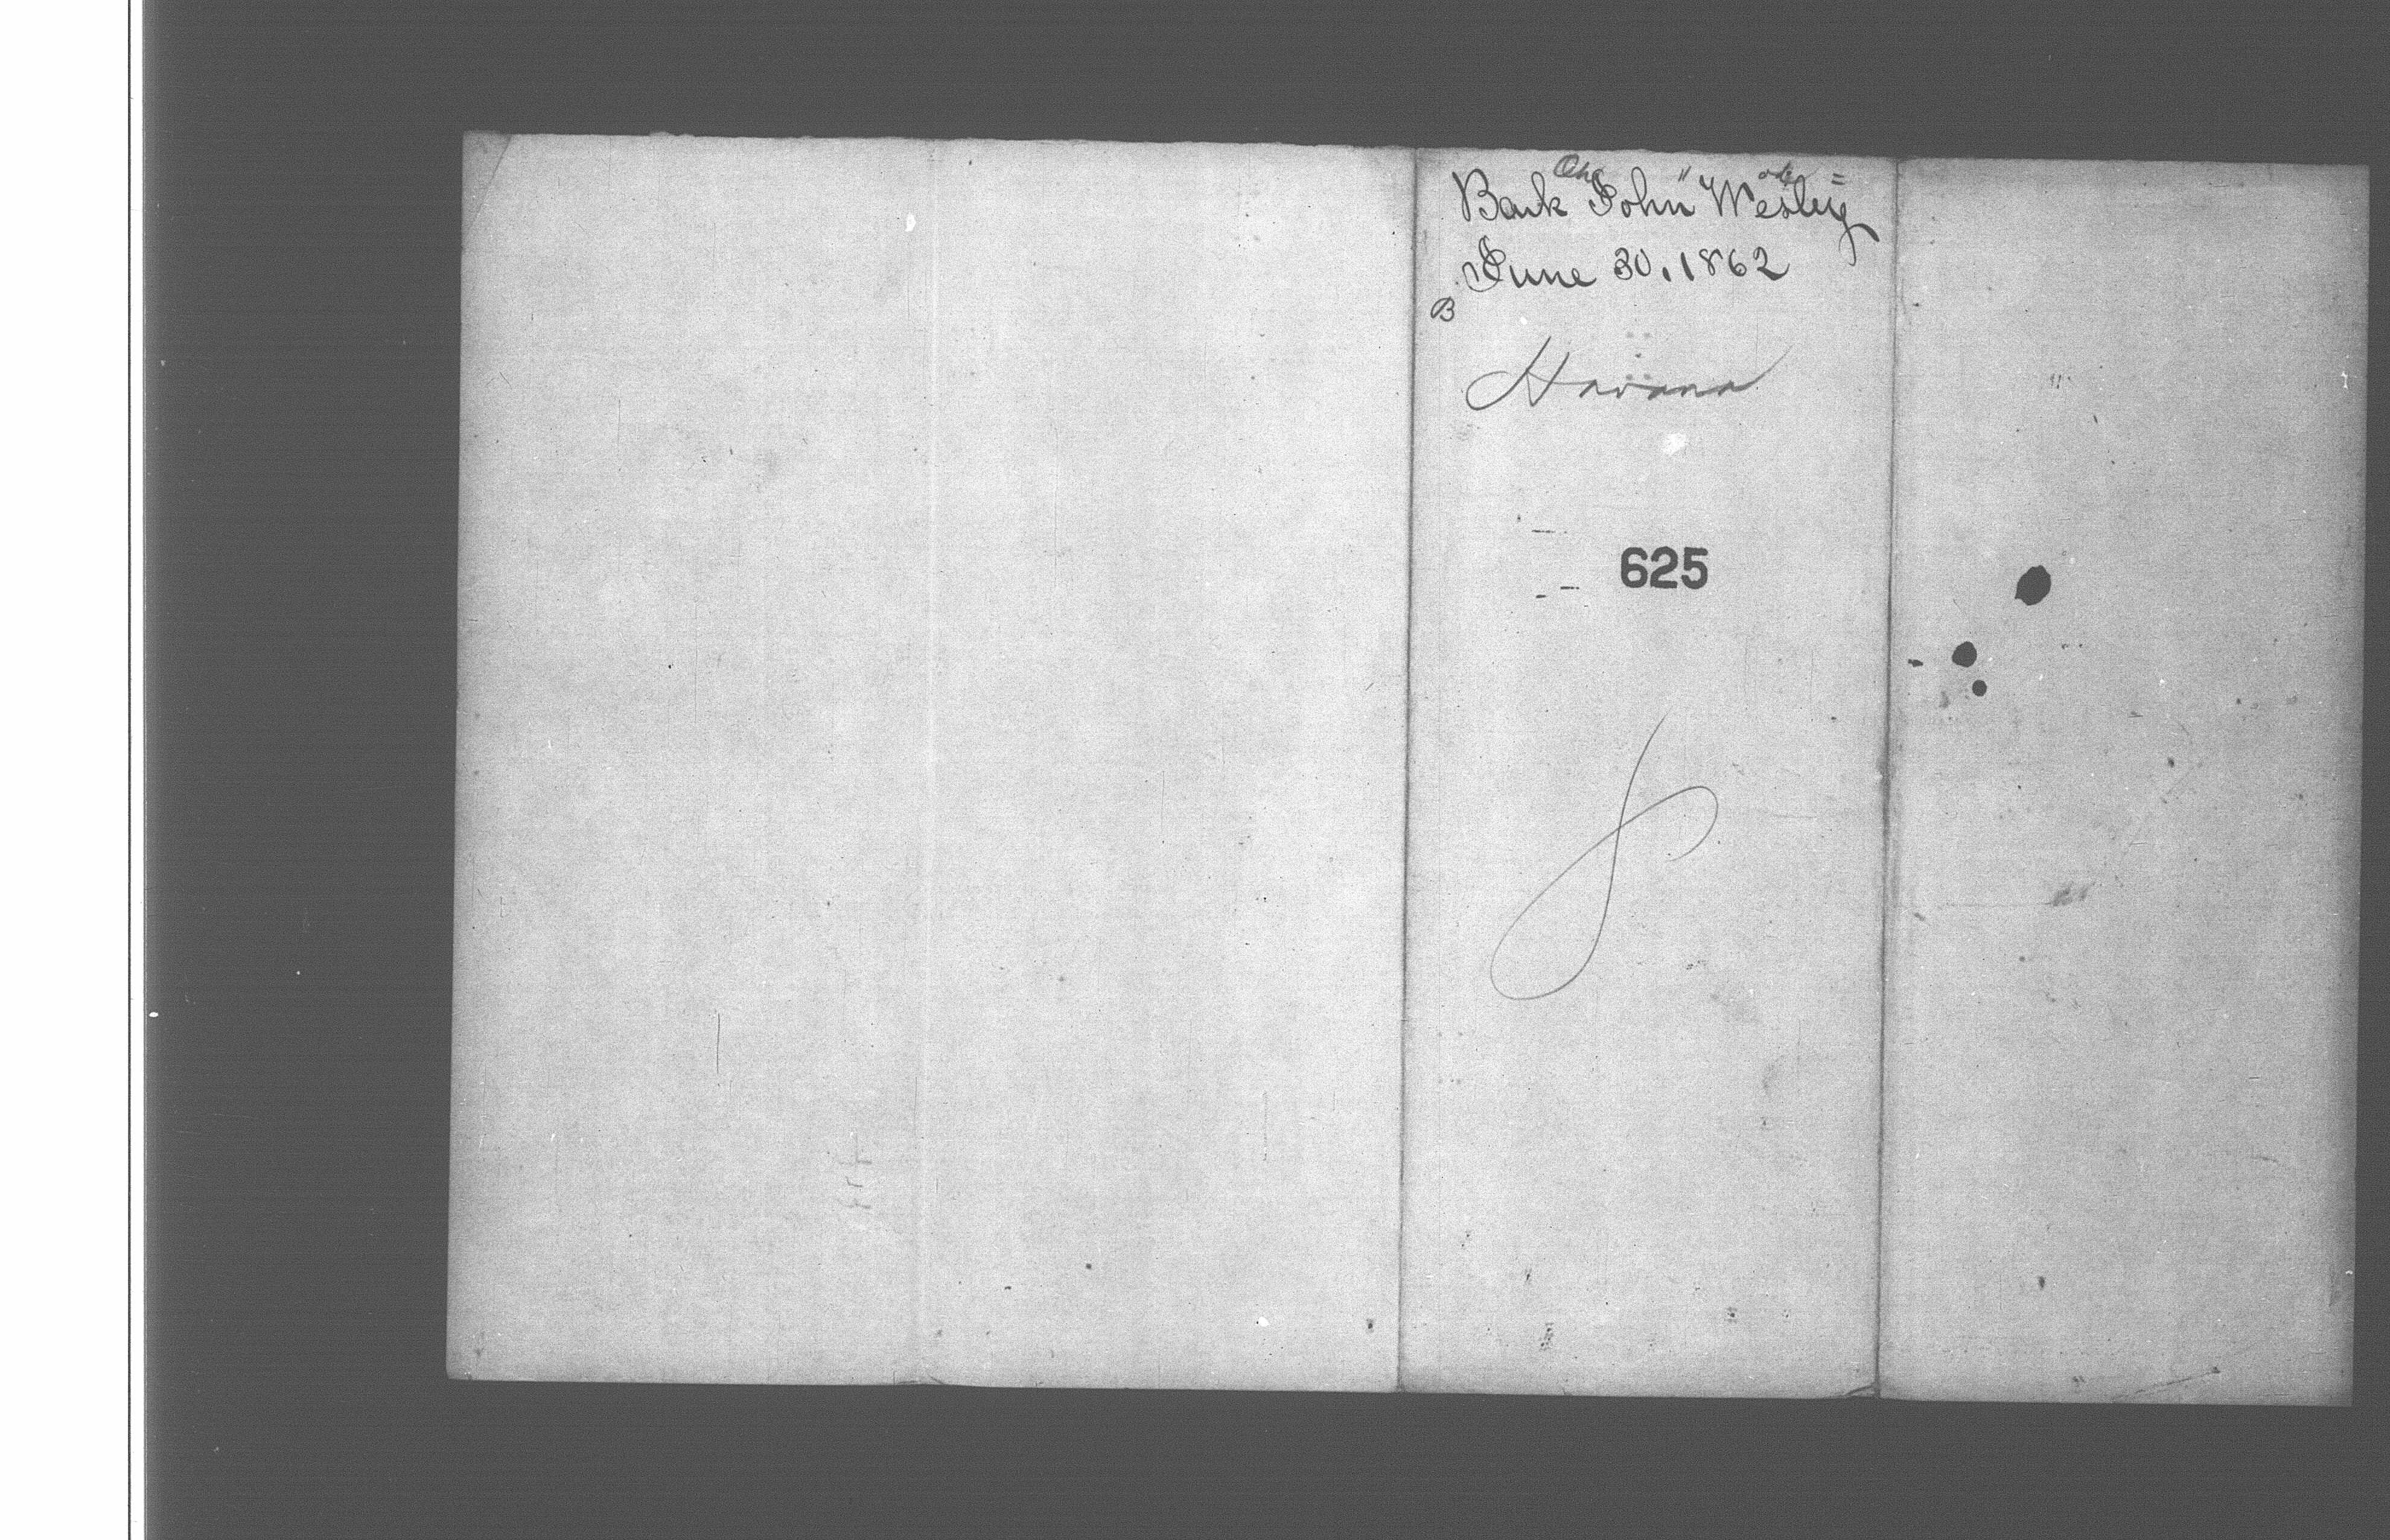 Bark John Wesley
June 30, 1862
B
Havana
625